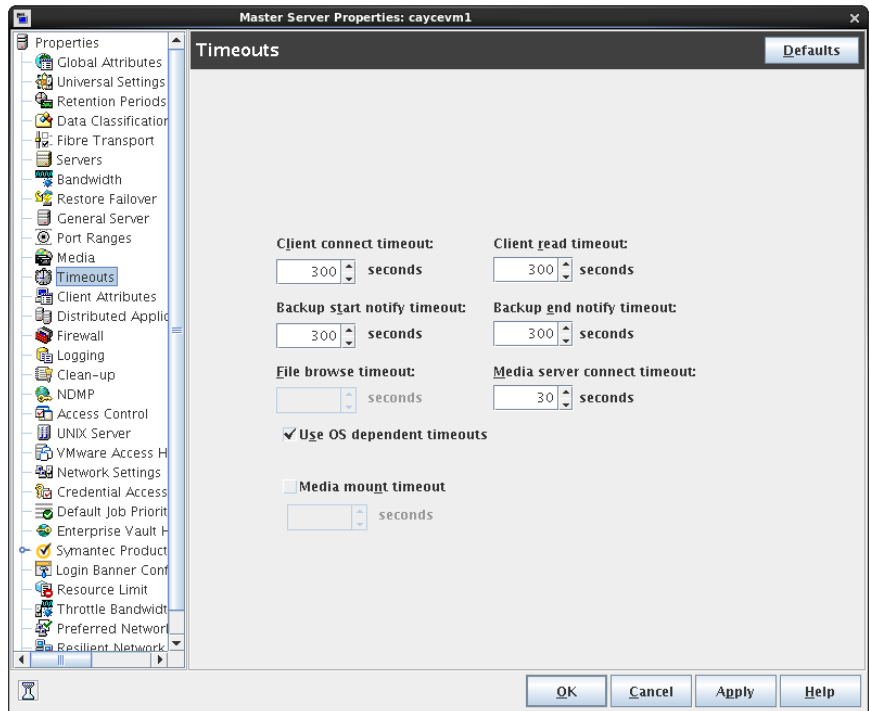 Master Server Properties: caycevm1
Properties
Global Attributes
Universal Settings
Retention Periods
Data Classification
Fibre Transport
Servers
Bandwidth
Restore Failover
General Server
Port Ranges
Media
Timeouts
Client Attributes
Distributed Applic
Firewall
Logging
Clean-up
NDMP
Access Control
UNIX Server
VMware Access H
Network Settings
Credential Access
Default Job Priorit
Enterprise Vault H
Symantec Product
Login Banner Conf
Resource Limit
Throttle Bandwidt
Preferred Networl
Resilient Network
Timeouts
Defaults
Client connect timeout:
300 seconds
Client read timeout:
300 seconds
Backup start notify timeout:
300 seconds
Backup end notify timeout:
300 seconds
File browse timeout:
seconds
Media server connect timeout:
30 seconds
Use OS dependent timeouts
Media mount timeout
seconds
OK
Cancel
Apply
Help